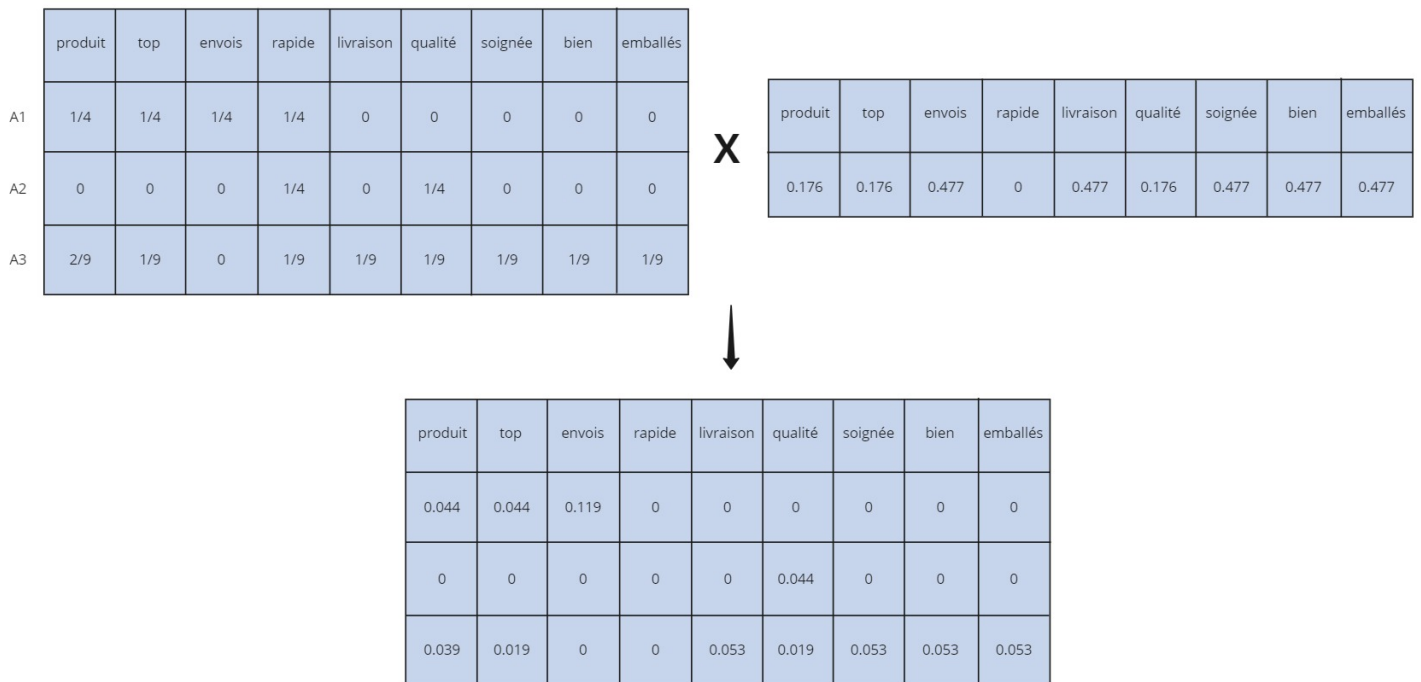 produit top envois rapide livraison qualité soignée bien emballés
A1 1/4 1/4 1/4 1/4 0 0 0 0 0
A2 0 0 0 1/4 0 1/4 0 0 0
A3 2/9 1/9 0 1/9 1/9 1/9 1/9 1/9 1/9
X
produit top envois rapide livraison qualité soignée bien emballés
0.176 0.176 0.477 0 0.477 0.176 0.477 0.477 0.477
produit top envois rapide livraison qualité soignée bien emballés
0.044 0.044 0.119 0 0 0 0 0 0
0 0 0 0 0 0.044 0 0 0
0.039 0.019 0 0 0.053 0.019 0.053 0.053 0.053